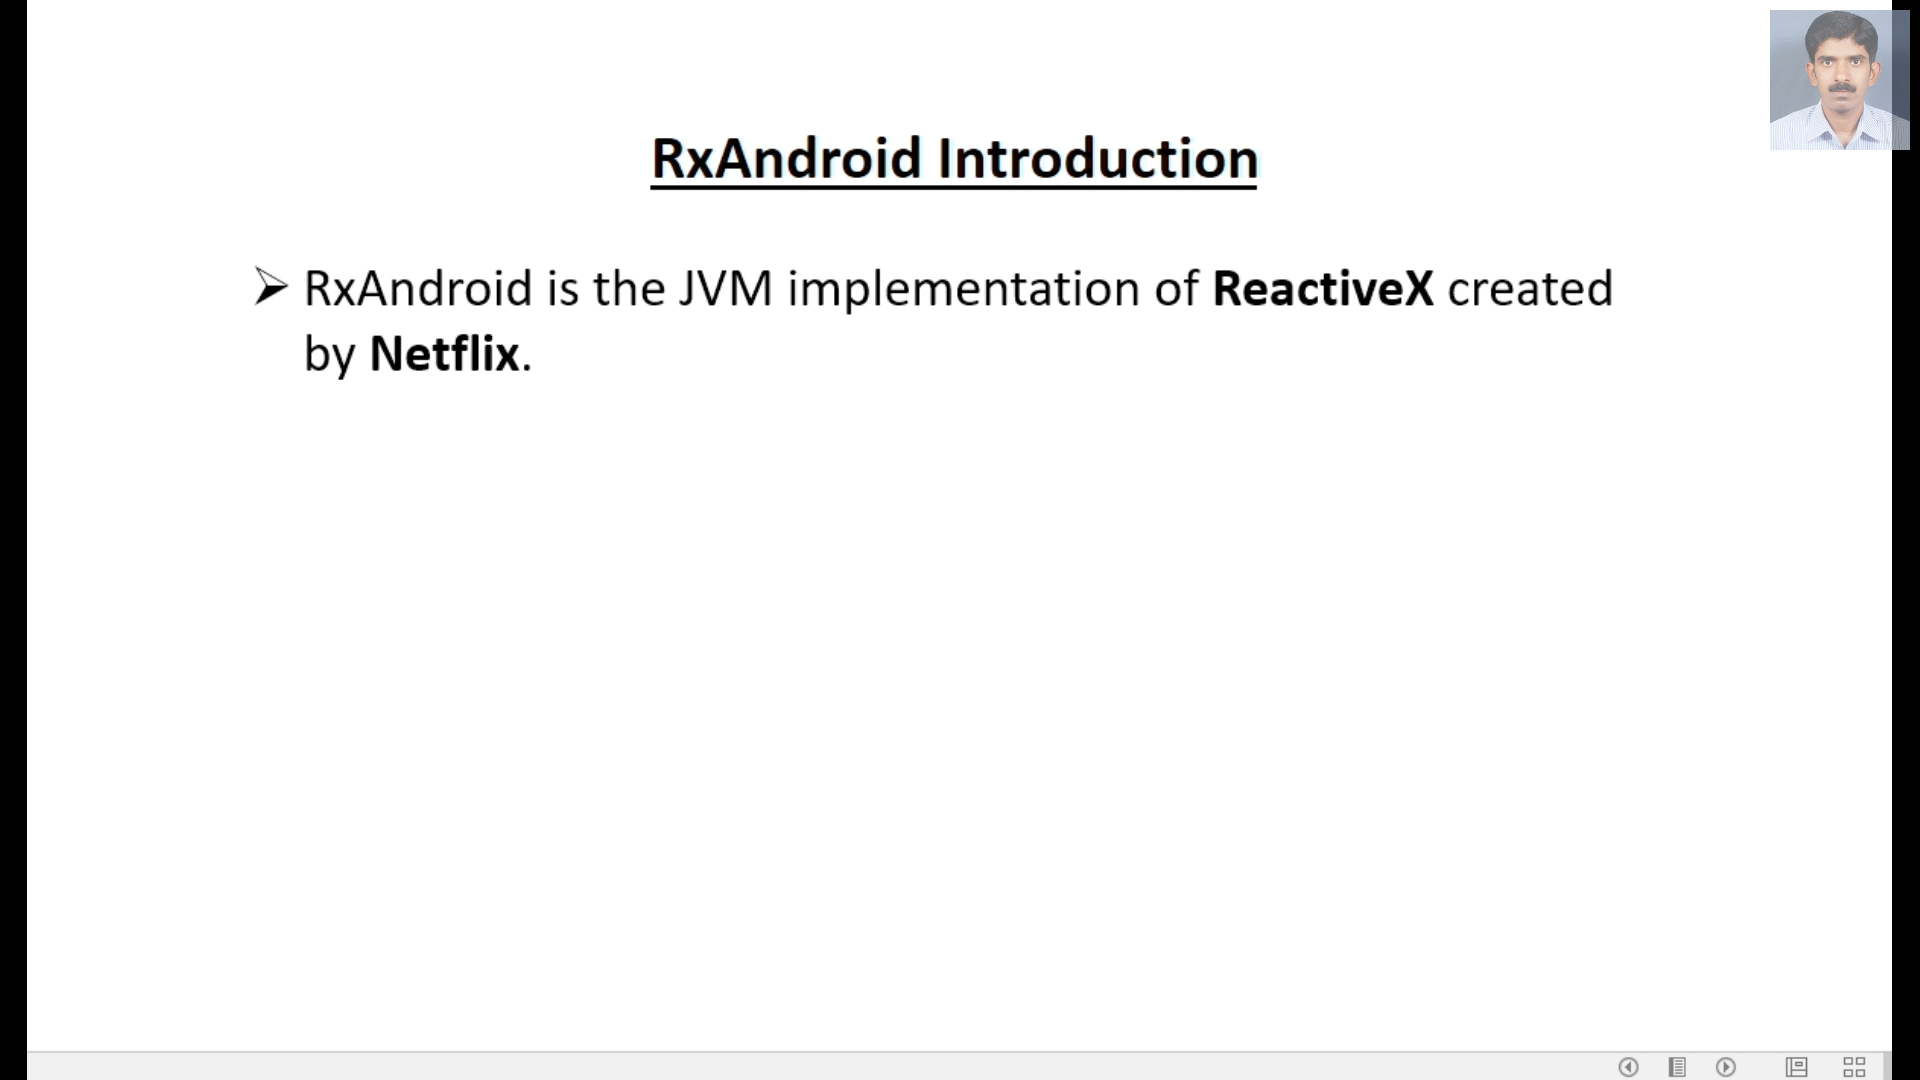 RxAndroid Introduction
➢ RxAndroid is the JVM implementation of ReactiveX created
by Netflix.